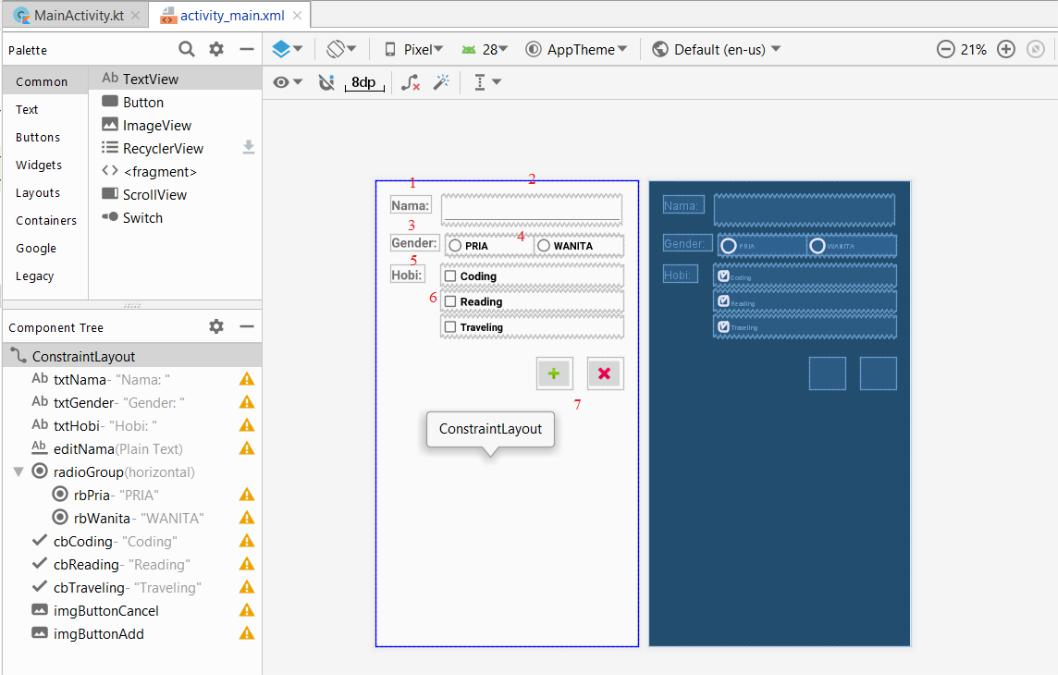 MainActivity.kt
activity_main.xml
Palette
Pixel
28
AppTheme
Default (en-us)
21%
Common
Text
Buttons
Widgets
Layouts
Containers
Google
Legacy
Ab TextView
Button
ImageView
RecyclerView
<fragment>
ScrollView
Switch
8dp
Component Tree
ConstraintLayout
Ab txtNama- "Nama: "
Ab txtGender- "Gender: "
Ab txtHobi- "Hobi: "
Ab editNama(Plain Text)
radioGroup(horizontal)
rbPria- "PRIA"
rbWanita- "WANITA"
cbCoding- "Coding"
cbReading- "Reading"
cbTraveling- "Traveling"
imgButtonCancel
imgButtonAdd
1
2
Nama:
3
4
Gender:
PRIA
WANITA
5
Hobi:
Coding
6
Reading
Traveling
7
ConstraintLayout
Nama:
Gender:
PRIA
WANITA
Hobi:
Coding
Reading
Traveling